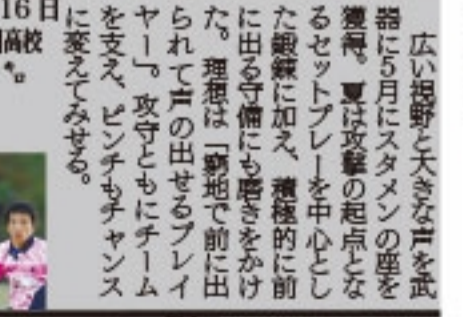 広い視野と大きな声を武
器に5月にスタメンの座を
獲得。夏は攻撃の起点とな
るセットプレーを中心とし
た鍛錬に加え、積極的に前
に出る守備にも磨きをかけ
た。理想は「窮地で前に出
られて声の出せるプレイ
ヤー」。攻守ともにチーム
を支え、ピンチもチャンス
に変えてみせる。
16日
高校